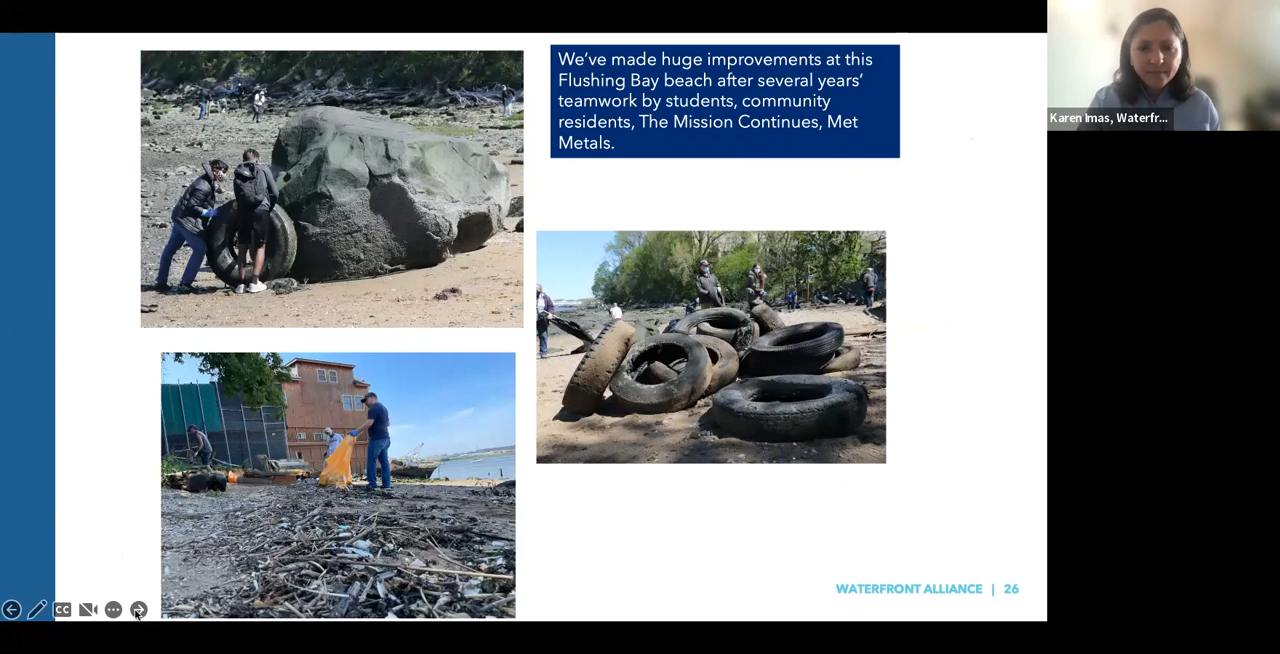 We've made huge improvements at this
Flushing Bay beach after several years'
teamwork by students, community
residents, The Mission Continues, Met
Metals.
Karen Imas, Waterfr...
CC
WATERFRONT ALLIANCE | 26